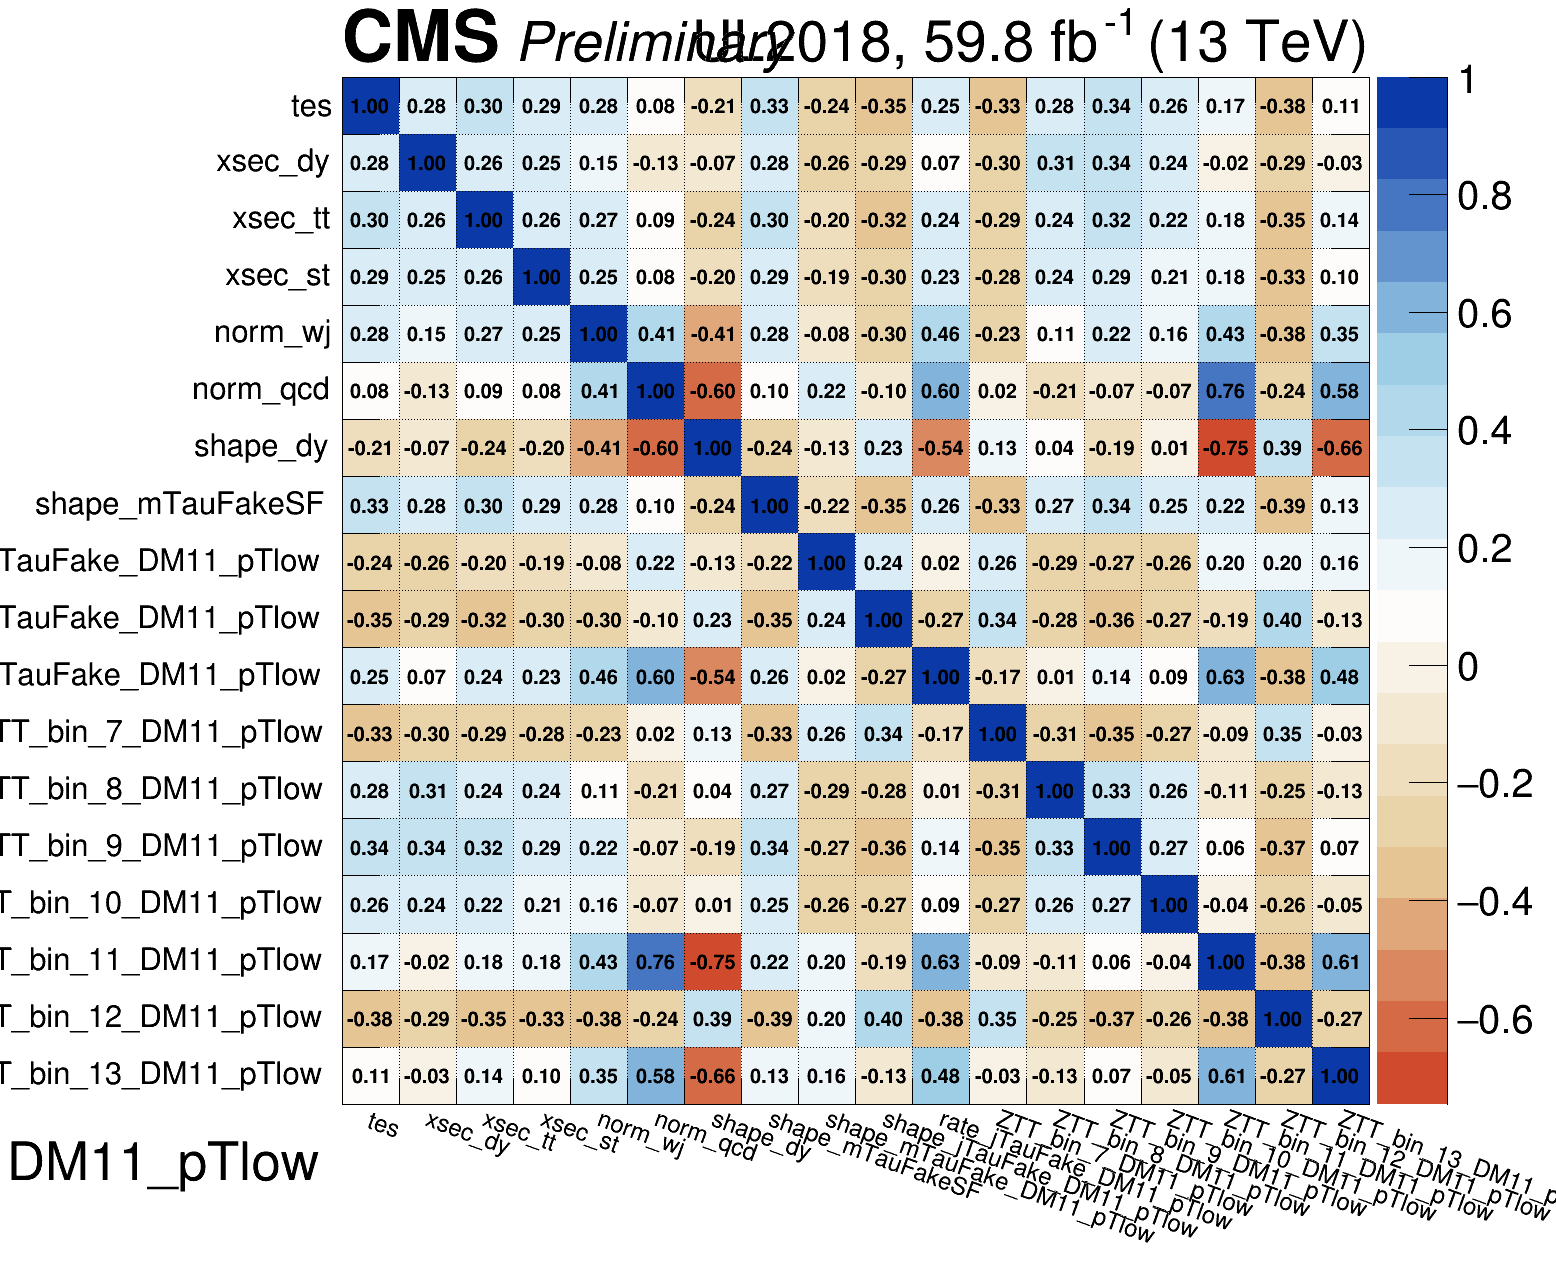 CMS Preliminary UL2018, 59.8 fb-1 (13 TeV)
tes 1.00 0.28 0.30 0.29 0.28 0.08 -0.21 0.33 -0.24 -0.35 0.25 -0.33 0.28 0.34 0.26 0.17 -0.38 0.11
xsec_dy 0.28 1.00 0.26 0.25 0.15 -0.13 -0.07 0.28 -0.26 -0.29 0.07 -0.30 0.31 0.34 0.24 -0.02 -0.29 -0.03
xsec_tt 0.30 0.26 1.00 0.26 0.27 0.09 -0.24 0.30 -0.20 -0.32 0.24 -0.29 0.24 0.32 0.22 0.18 -0.35 0.14
xsec_st 0.29 0.25 0.26 1.00 0.25 0.08 -0.20 0.29 -0.19 -0.30 0.23 -0.28 0.24 0.29 0.21 0.18 -0.33 0.10
norm_wj 0.28 0.15 0.27 0.25 1.00 0.41 -0.41 0.28 -0.08 -0.30 0.46 -0.23 0.11 0.22 0.16 0.43 -0.38 0.35
norm_qcd 0.08 -0.13 0.09 0.08 0.41 1.00 -0.60 0.10 0.22 -0.10 0.60 0.02 -0.21 -0.07 -0.07 0.76 -0.24 0.58
shape_dy -0.21 -0.07 -0.24 -0.20 -0.41 -0.60 1.00 -0.24 -0.13 0.23 -0.54 0.13 0.04 -0.19 0.01 -0.75 0.39 -0.66
shape_mTauFakeSF 0.33 0.28 0.30 0.29 0.28 0.10 -0.24 1.00 -0.22 -0.35 0.26 -0.33 0.27 0.34 0.25 0.22 -0.39 0.13
TauFake_DM11_pTlow -0.24 -0.26 -0.20 -0.19 -0.08 0.22 -0.13 -0.22 1.00 0.24 0.02 0.26 -0.29 -0.27 -0.26 0.20 0.20 0.16
TauFake_DM11_pTlow -0.35 -0.29 -0.32 -0.30 -0.30 -0.10 0.23 -0.35 0.24 1.00 -0.27 0.34 -0.28 -0.36 -0.27 -0.19 0.40 -0.13
TauFake_DM11_pTlow 0.25 0.07 0.24 0.23 0.46 0.60 -0.54 0.26 0.02 -0.27 1.00 -0.17 0.01 0.14 0.09 0.63 -0.38 0.48
TT_bin_7_DM11_pTlow -0.33 -0.30 -0.29 -0.28 -0.23 0.02 0.13 -0.33 0.26 0.34 -0.17 1.00 -0.31 -0.35 -0.27 -0.09 0.35 -0.03
TT_bin_8_DM11_pTlow 0.28 0.31 0.24 0.24 0.11 -0.21 0.04 0.27 -0.29 -0.28 0.01 -0.31 1.00 0.33 0.26 -0.11 -0.25 -0.13
TT_bin_9_DM11_pTlow 0.34 0.34 0.32 0.29 0.22 -0.07 -0.19 0.34 -0.27 -0.36 0.14 -0.35 0.33 1.00 0.27 0.06 -0.37 0.07
T_bin_10_DM11_pTlow 0.26 0.24 0.22 0.21 0.16 -0.07 0.01 0.25 -0.26 -0.27 0.09 -0.27 0.26 0.27 1.00 -0.04 -0.26 -0.05
T_bin_11_DM11_pTlow 0.17 -0.02 0.18 0.18 0.43 0.76 -0.75 0.22 0.20 -0.19 0.63 -0.09 -0.11 0.06 -0.04 1.00 -0.38 0.61
T_bin_12_DM11_pTlow -0.38 -0.29 -0.35 -0.33 -0.38 -0.24 0.39 -0.39 0.20 0.40 -0.38 0.35 -0.25 -0.37 -0.26 -0.38 1.00 -0.27
T_bin_13_DM11_pTlow 0.11 -0.03 0.14 0.10 0.35 0.58 -0.66 0.13 0.16 -0.13 0.48 -0.03 -0.13 0.07 -0.05 0.61 -0.27 1.00
1
0.8
0.6
0.4
0.2
0
−0.2
−0.4
−0.6
tes
xsec_dy
xsec_tt
xsec_st
norm_wj
norm_qcd
shape_dy
shape_mTauFakeSF
shape_mTauFake_DM11_pTlow
shape_jTauFake_DM11_pTlow
rate_jTauFake_DM11_pTlow
ZTT_bin_7_DM11_pTlow
ZTT_bin_8_DM11_pTlow
ZTT_bin_9_DM11_pTlow
ZTT_bin_10_DM11_pTlow
ZTT_bin_11_DM11_pTlow
ZTT_bin_12_DM11_pTlow
ZTT_bin_13_DM11_p
DM11_pTlow